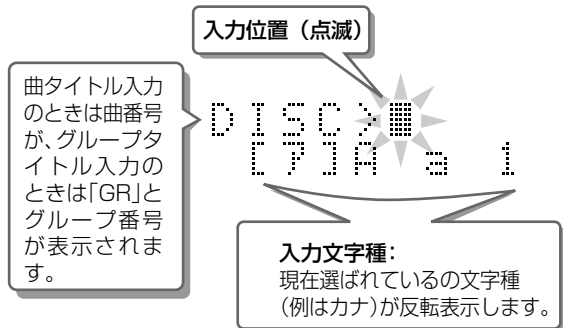 入力位置（点滅）
曲タイトル入力
のときは曲番号
が、グループタ
イトル入力の
ときは「GR」と
グループ番号
が表示されま
す。
DISC>
[ｱ]A a 1
入力文字種：
現在選ばれているの文字種
（例はカナ）が反転表示します。